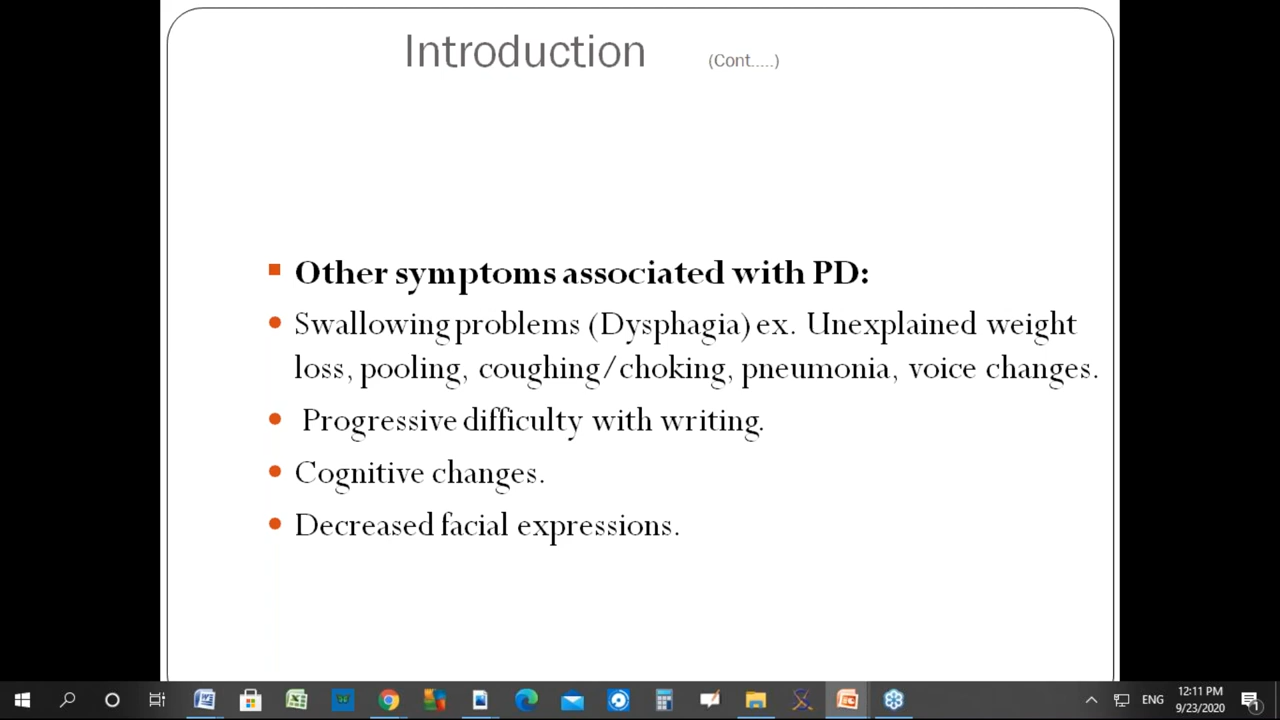 Introduction (Cont.....)
Other symptoms associated with PD:
Swallowing problems (Dysphagia) ex. Unexplained weight
loss, pooling, coughing/choking, pneumonia, voice changes.
Progressive difficulty with writing.
Cognitive changes.
Decreased facial expressions.
ENG
12:11 PM
9/23/2020
1